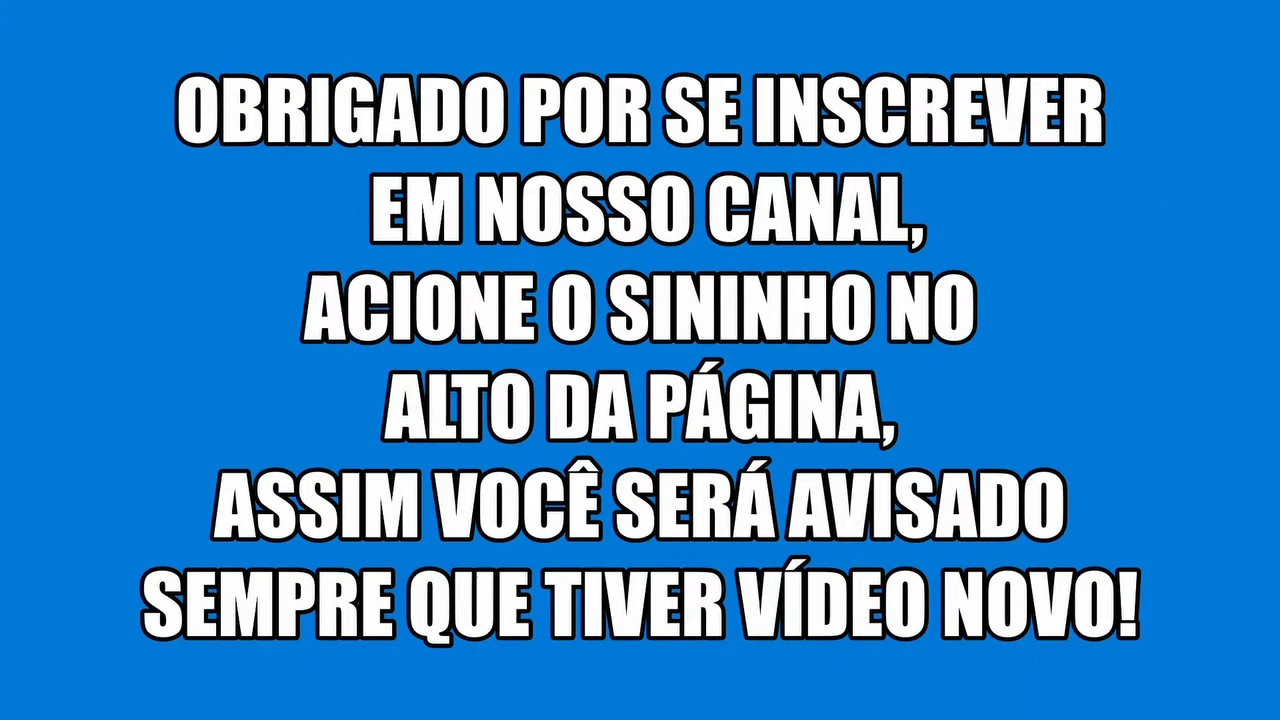 OBRIGADO POR SE INSCREVER
EM NOSSO CANAL,
ACIONE O SININHO NO
ALTO DA PÁGINA,
ASSIM VOCÊ SERÁ AVISADO
SEMPRE QUE TIVER VÍDEO NOVO!